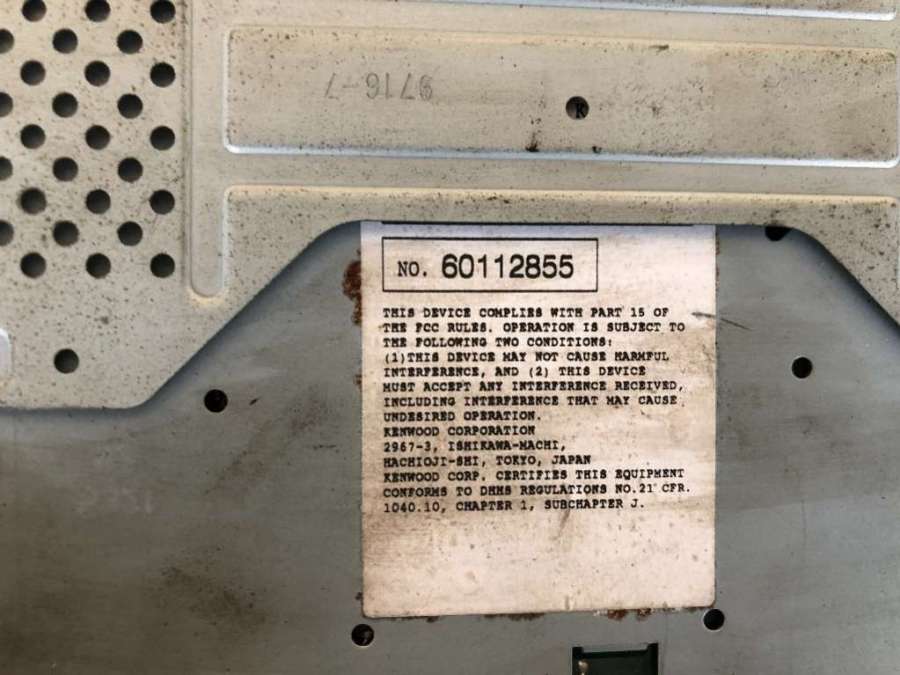 9716-7
K
NO. 60112855
THIS DEVICE COMPLIES WITH PART 15 OF
THE FCC RULES. OPERATION IS SUBJECT TO
THE FOLLOWING TWO CONDITIONS:
(1)THIS DEVICE MAY NOT CAUSE HARMFUL
INTERFERENCE, AND (2) THIS DEVICE
MUST ACCEPT ANY INTERFERENCE RECEIVED,
INCLUDING INTERFERENCE THAT MAY CAUSE
UNDESIRED OPERATION.
KENWOOD CORPORATION
2967-3, ISHIKAWA-MACHI,
HACHIOJI-SHI, TOKYO, JAPAN
KENWOOD CORP. CERTIFIES THIS EQUIPMENT
CONFORMS TO DHHS REGULATIONS NO.21 CFR.
1040.10, CHAPTER 1, SUBCHAPTER J.